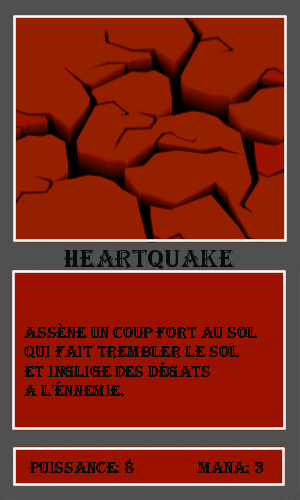 HEARTQUAKE
ASSÈNE UN COUP FORT AU SOL
QUI FAIT TREMBLER LE SOL
ET INGLIGE DES DÉGATS
A L'ÉNNEMIE.
PUISSANCE: 8 MANA: 3